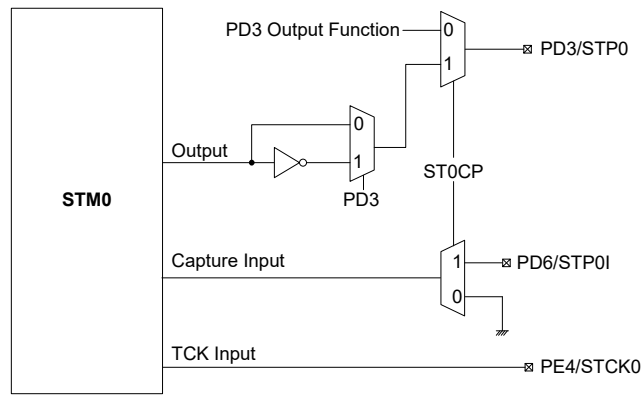 PD3 Output Function
0
1
PD3/STP0
Output
0
1
PD3
ST0CP
STM0
Capture Input
1
0
PD6/STP0I
TCK Input
PE4/STCK0